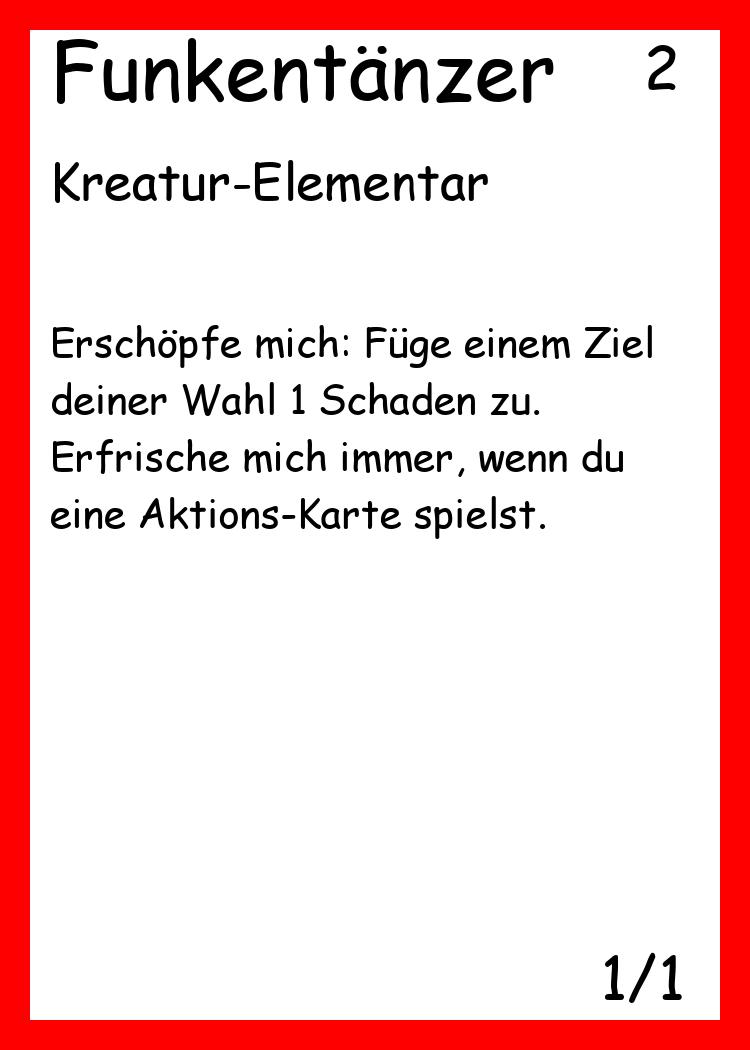 Funkentänzer 2
Kreatur-Elementar
Erschöpfe mich: Füge einem Ziel
deiner Wahl 1 Schaden zu.
Erfrische mich immer, wenn du
eine Aktions-Karte spielst.
1/1